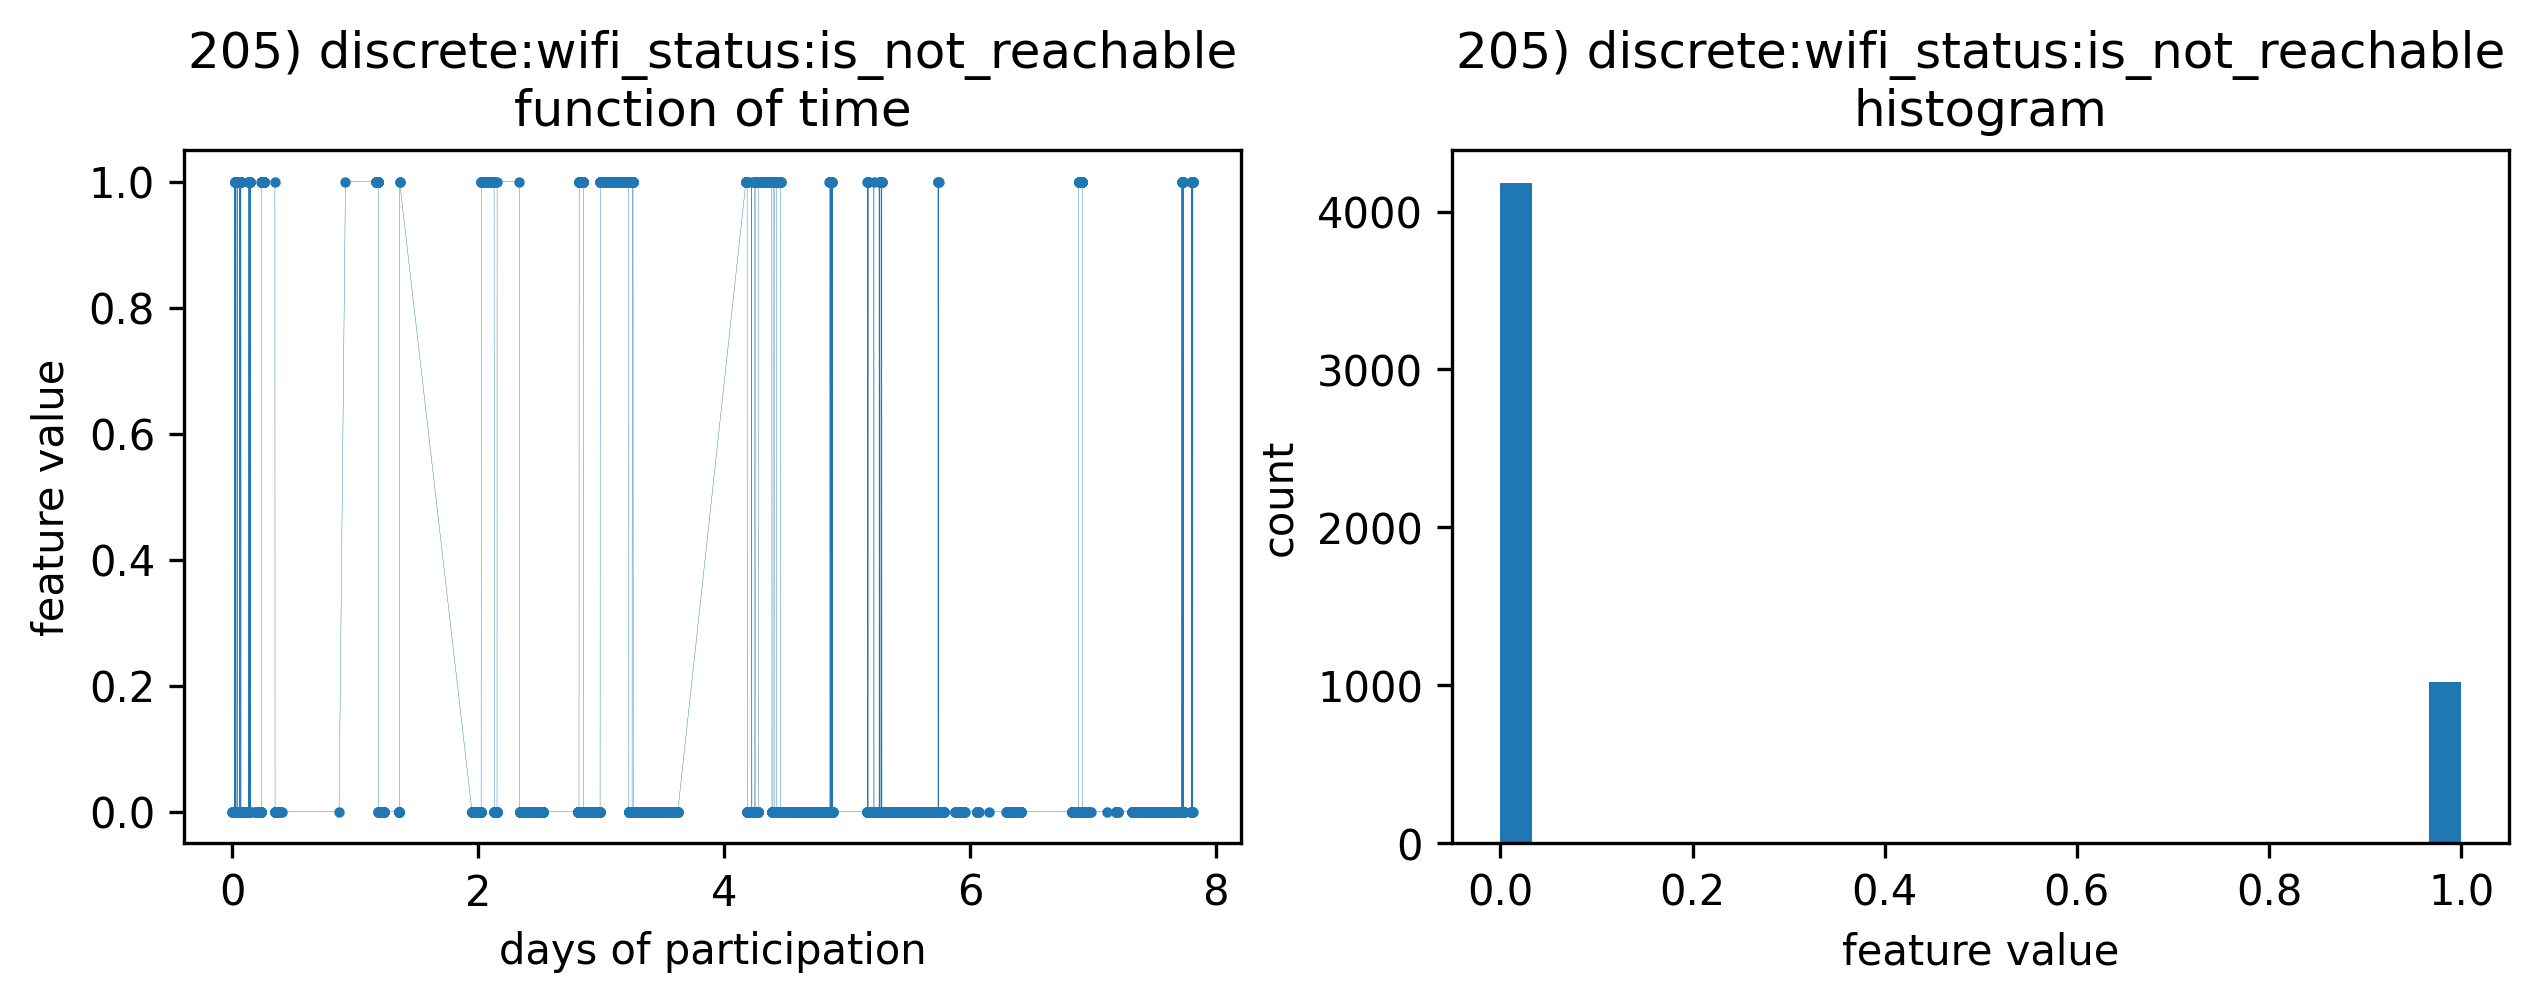 205) discrete:wifi_status:is_not_reachable
function of time
1.0
0.8
0.6
0.4
0.2
0.0
feature value
0
2
4
6
8
days of participation
205) discrete:wifi_status:is_not_reachable
histogram
4000
3000
2000
1000
0
count
0.0
0.2
0.4
0.6
0.8
1.0
feature value